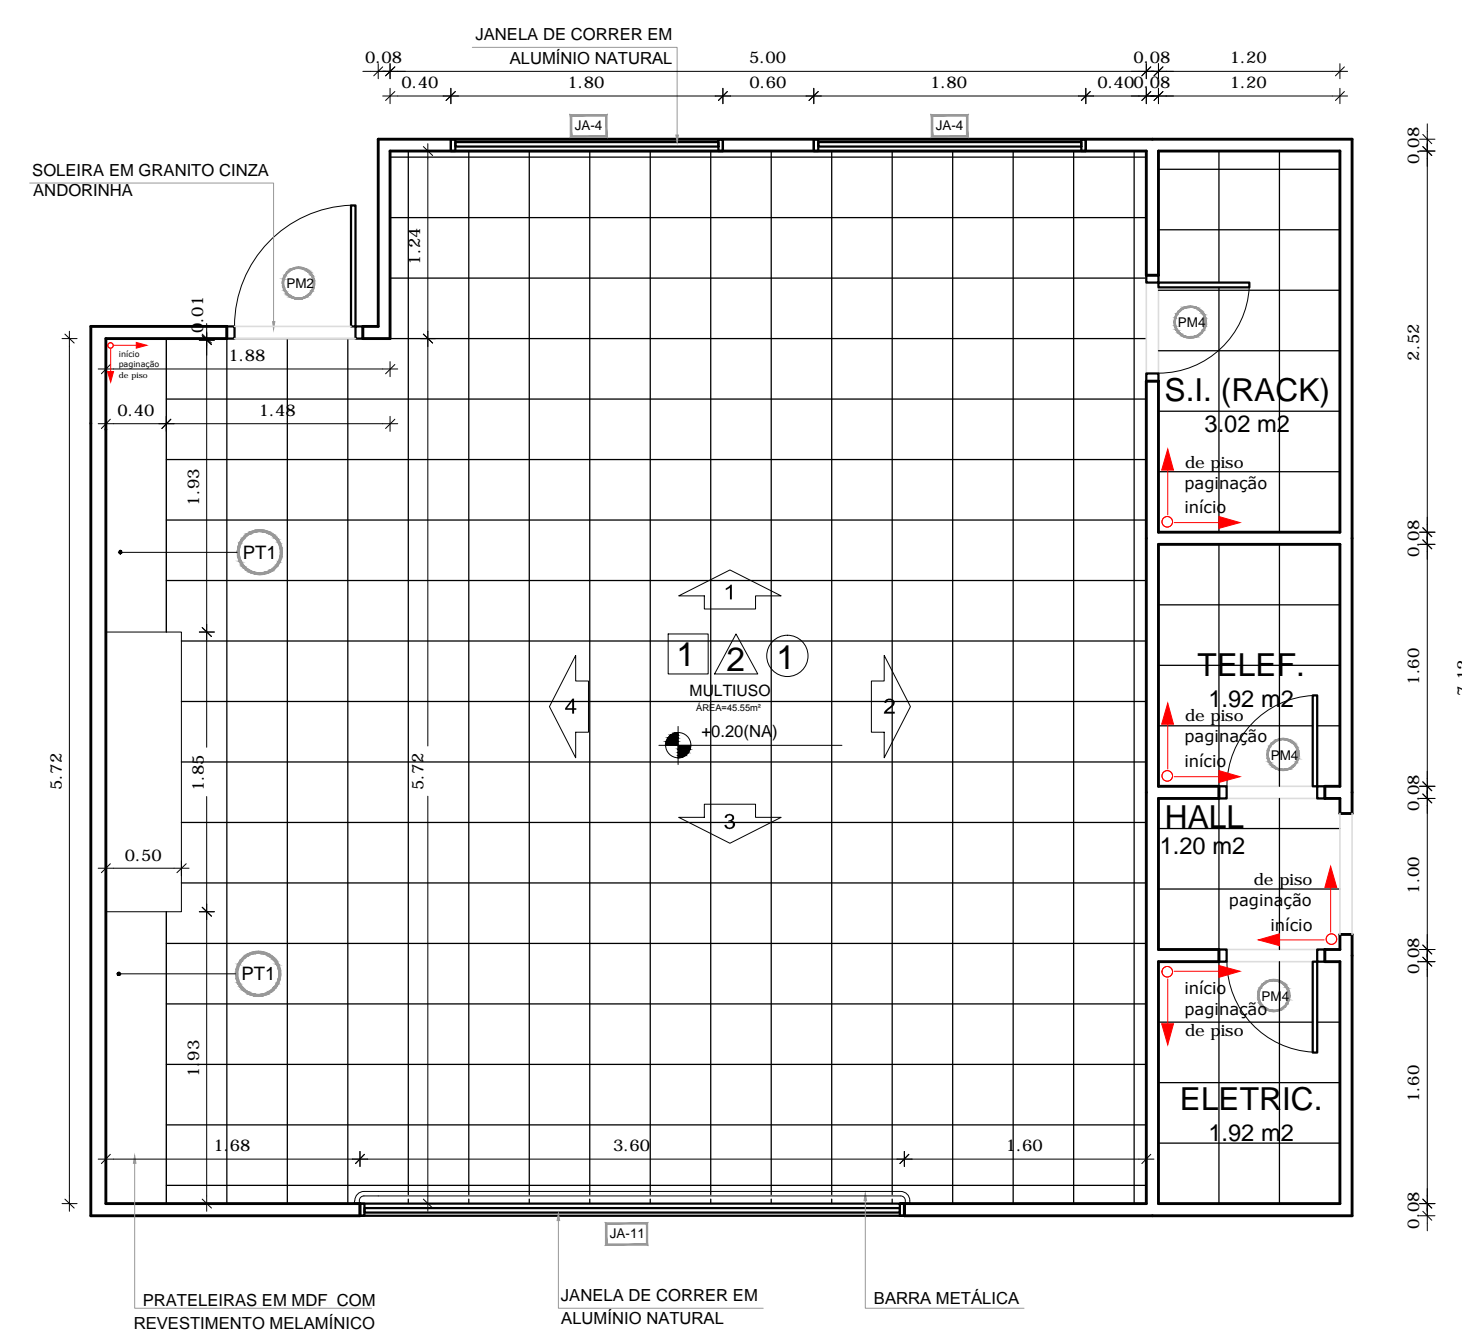 JANELA DE CORRER EM
ALUMÍNIO NATURAL
0.08
5.00
0.08
1.20
0.40
1.80
0.60
1.80
0.40
0.08
1.20
JA-4
JA-4
SOLEIRA EM GRANITO CINZA
ANDORINHA
0.08
PM2
1.24
0.01
PM4
início
paginação
de piso
1.88
2.52
0.40
1.48
S.I. (RACK)
3.02 m2
1.93
de piso
paginação
início
PT1
0.08
1
1
2
1
MULTIUSO
ÁREA=45.55m²
+0.20(NA)
4
2
3
TELEF.
1.92 m2
1.60
de piso
paginação
início
PM4
5.72
1.85
5.72
0.08
HALL
1.20 m2
0.50
1.00
de piso
paginação
início
0.08
PT1
início
paginação
de piso
PM4
1.93
1.60
ELETRIC.
1.92 m2
1.68
3.60
1.60
0.08
JA-11
PRATELEIRAS EM MDF COM
REVESTIMENTO MELAMÍNICO
JANELA DE CORRER EM
ALUMÍNIO NATURAL
BARRA METÁLICA